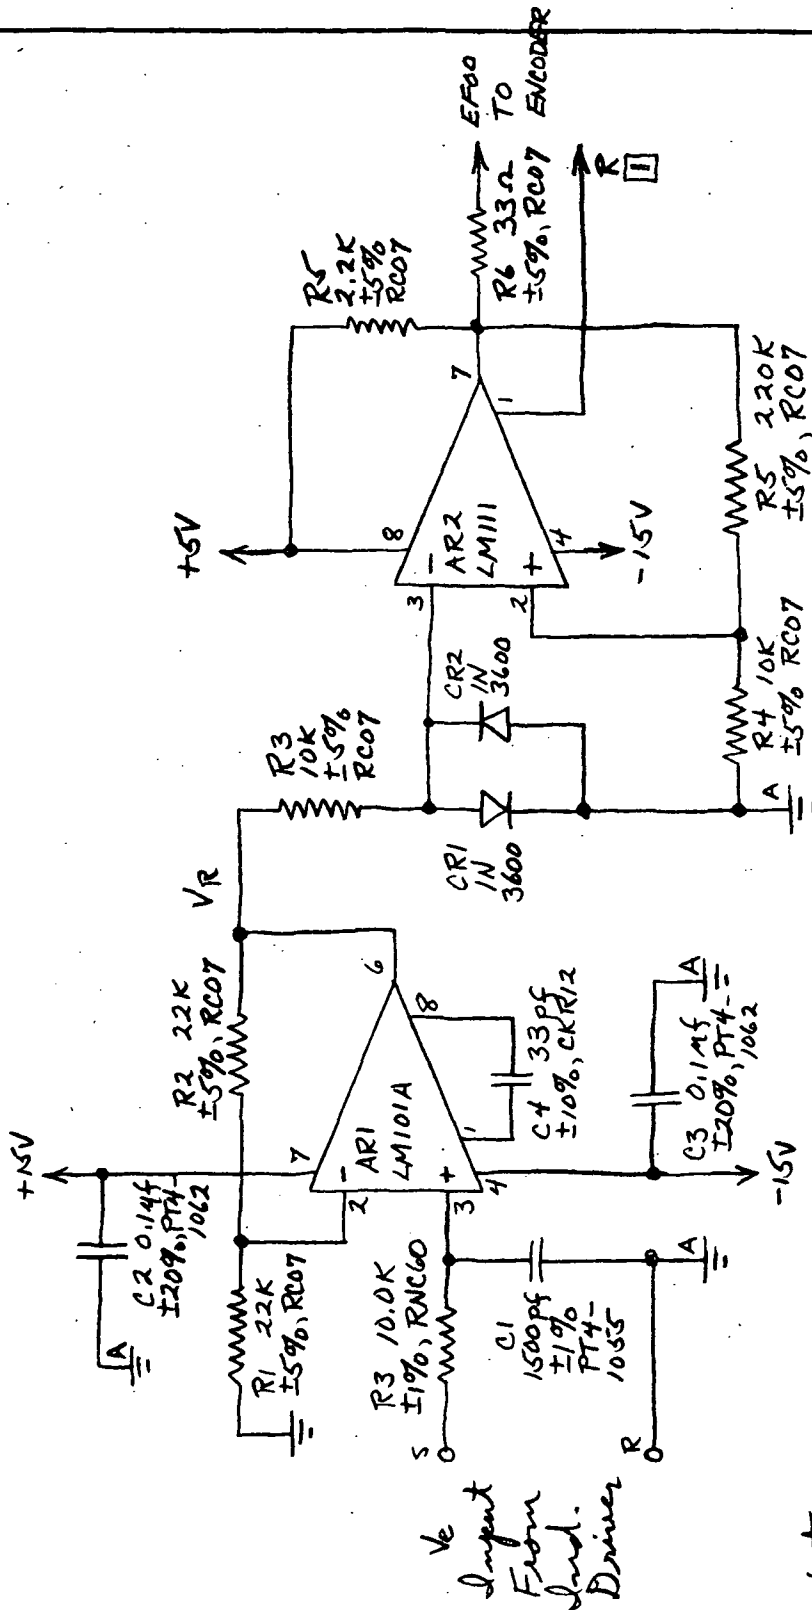 Ve
Input
From
Ind.
Driver
S
R
R3 10.0K
±1%, RNC60
C1
1500pf
±1%
PT4-
1055
A
R1 22K
±5%, RC07
A
C2 0.1µf
±20%, PT4-
1062
+15V
R2 22K
±5%, RC07
2
3
-
+
AR1
LM101A
7
4
1
8
6
C4 33pf
±10%, CKR12
C3 0.1µf
±20%, PT4-
1062
A
-15V
VR
R3
10K
±5%
RC07
CR1
1N
3600
CR2
1N
3600
A
R4 10K
±5% RC07
R5 220K
±5%, RC07
3
2
-
+
AR2
LM111
8
4
7
1
+5V
-15V
R5
2.2K
±5%
RC07
R6 33Ω
±5%, RC07
EF00
TO
ENCODER
R 1